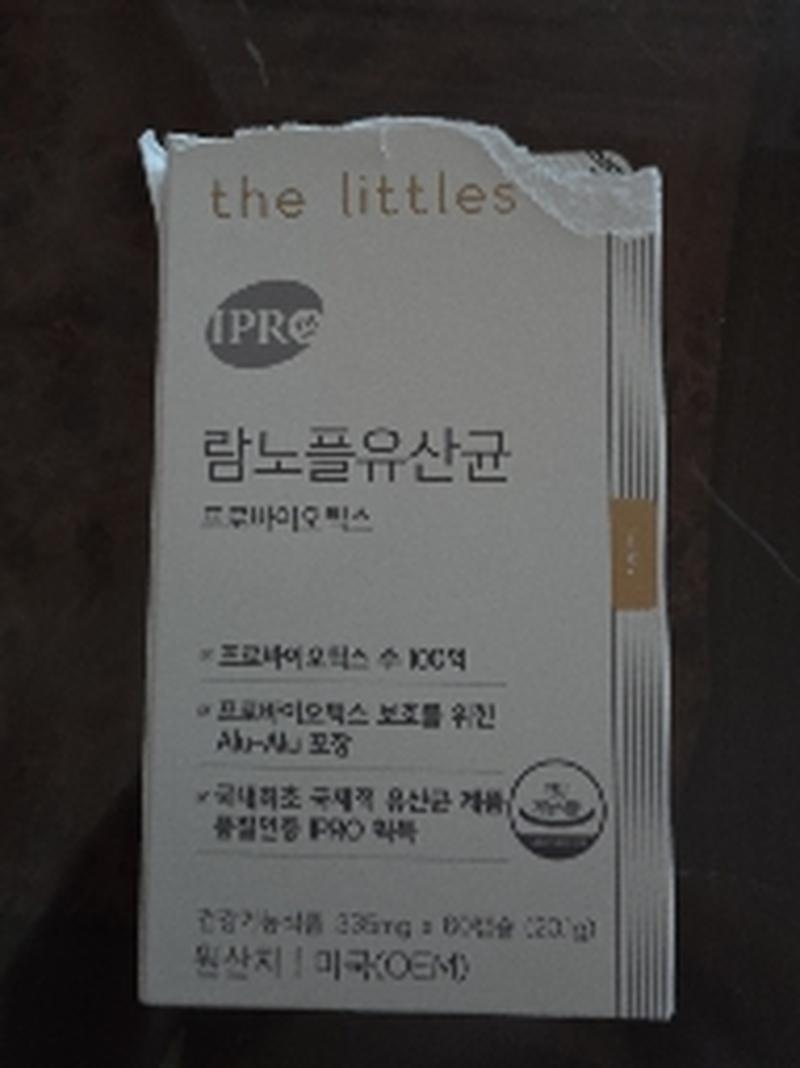 the littles
IPRO
람노플유산균
프로바이오틱스
프로바이오틱스 수 100억
프로바이오틱스 보호를 위한
Alu-Alu 포장
국내최초 국제적 유산균 제품
품질인증 IPRO 획득
건강기능식품 335mg x 60캡슐 (20.1g)
원산지 | 미국(OEM)